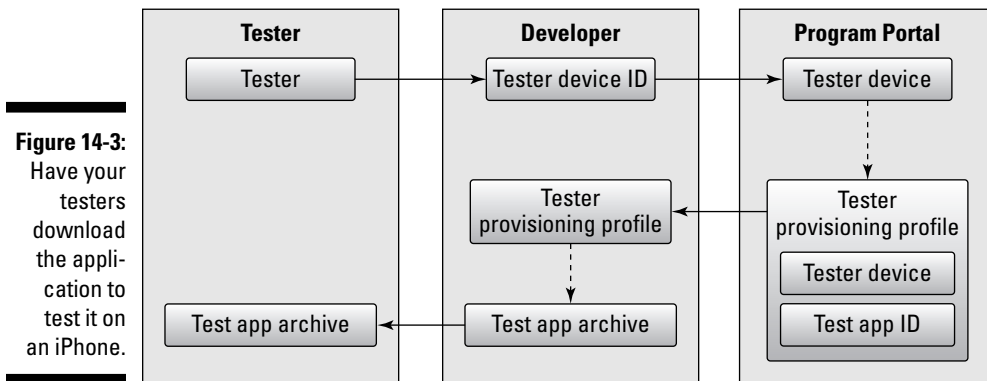 Figure 14-3:
Have your
testers
download
the appli-
cation to
test it on
an iPhone.
Tester
Tester
Test app archive
Developer
Tester device ID
Tester
provisioning profile
Test app archive
Program Portal
Tester device
Tester
provisioning profile
Tester device
Test app ID